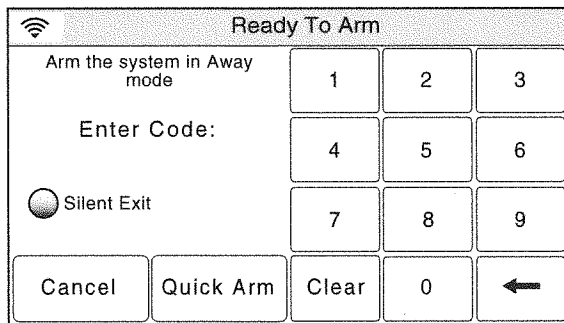 Ready To Arm
Arm the system in Away
mode
Enter Code:
Silent Exit
1 2 3
4 5 6
7 8 9
Cancel Quick Arm Clear 0